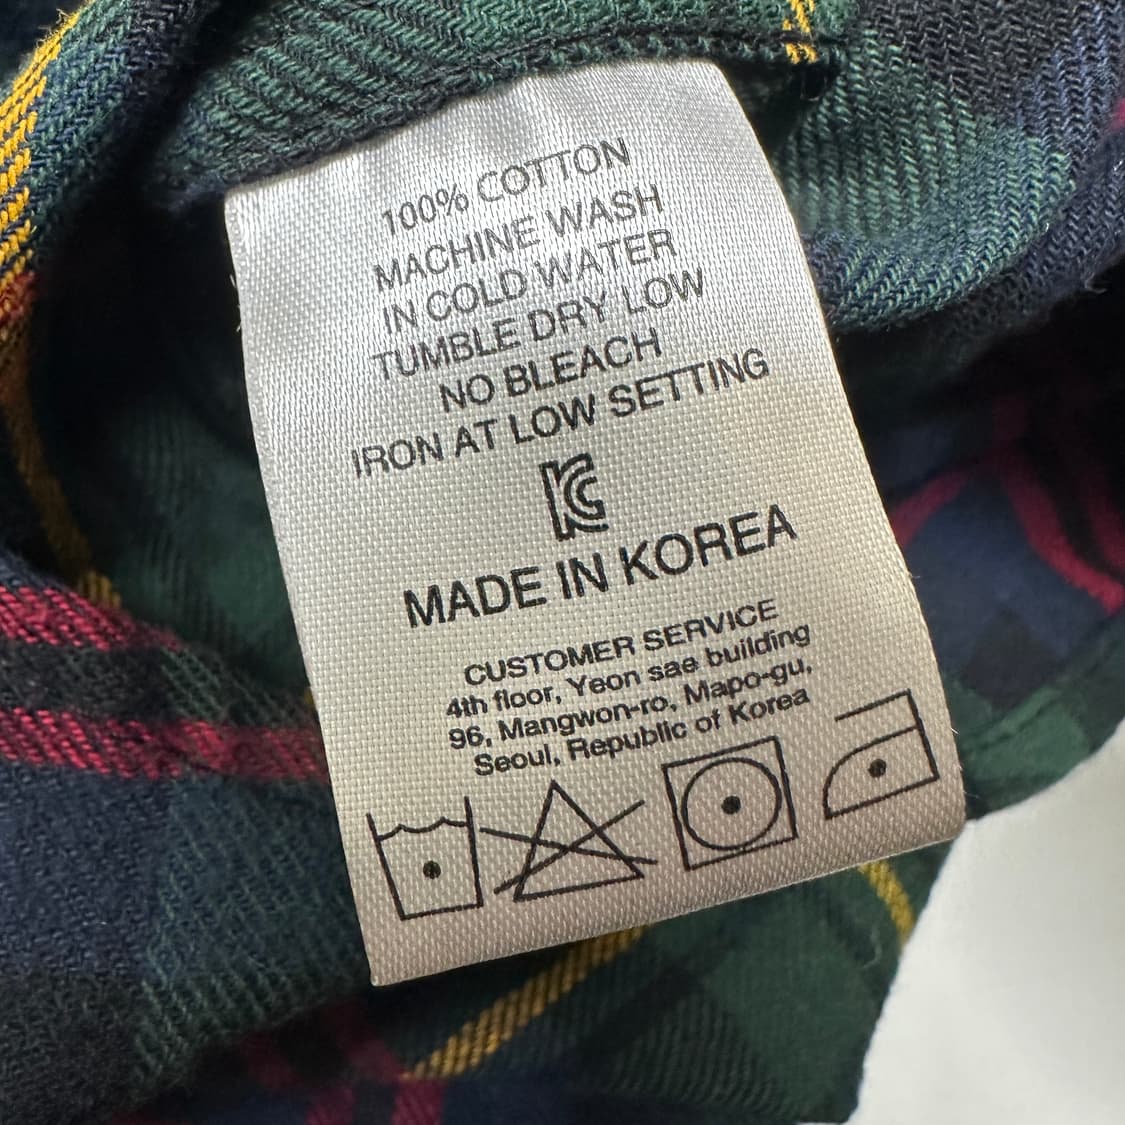 100% COTTON
MACHINE WASH
IN COLD WATER
TUMBLE DRY LOW
NO BLEACH
IRON AT LOW SETTING
KC
MADE IN KOREA
CUSTOMER SERVICE
4th floor, Yeon sae building
96, Mangwon-ro, Mapo-gu,
Seoul, Republic of Korea